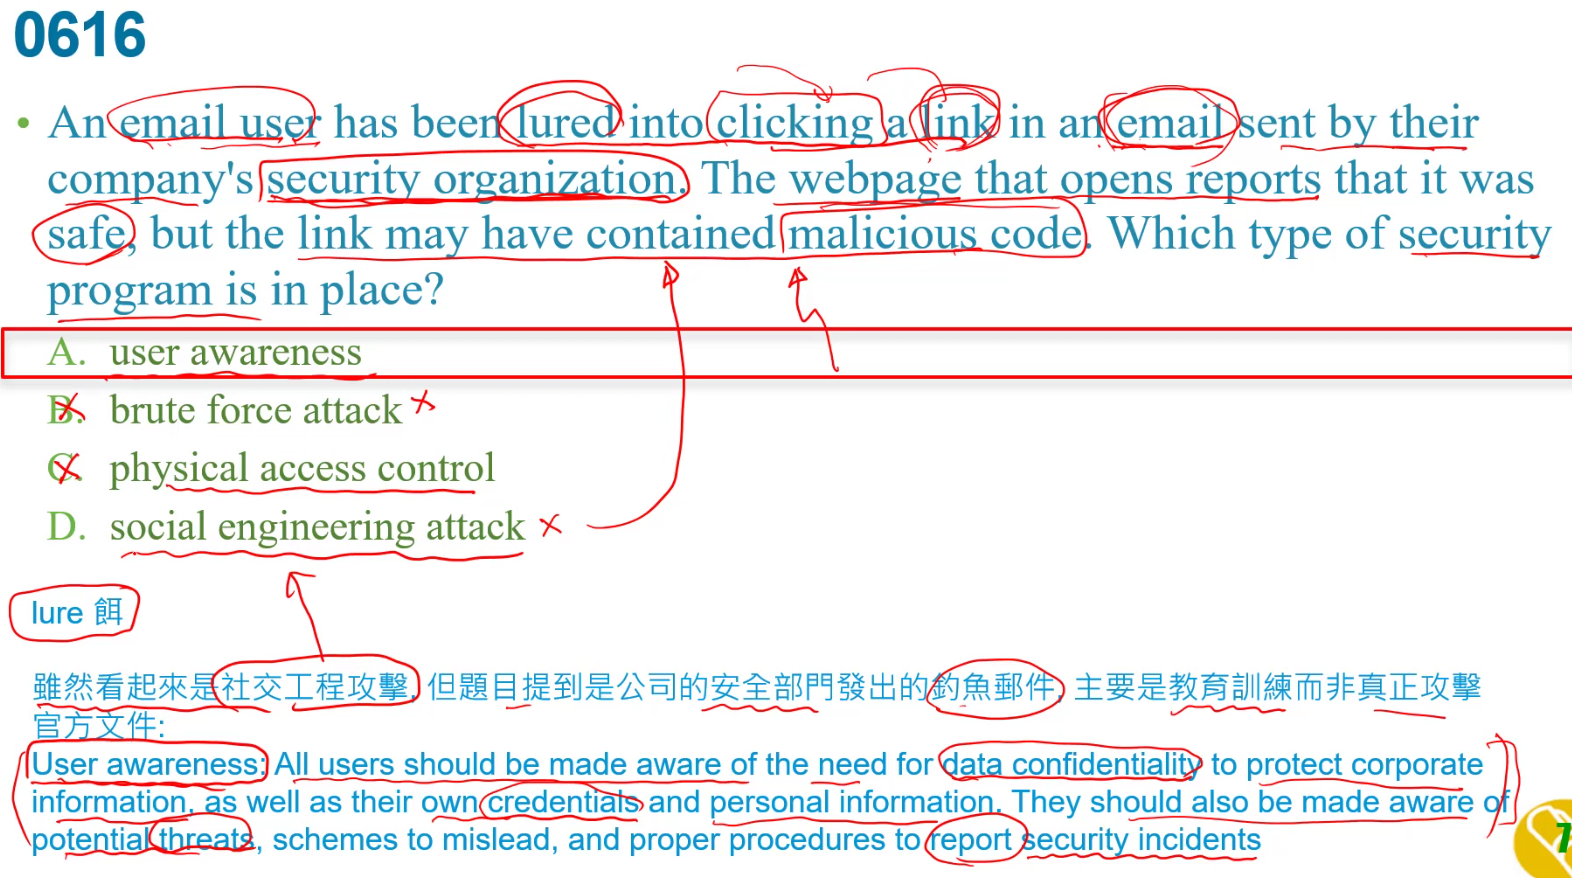 0616
• An email user has been lured into clicking a link in an email sent by their
company's security organization. The webpage that opens reports that it was
safe, but the link may have contained malicious code. Which type of security
program is in place?
A. user awareness
B. brute force attack
C. physical access control
D. social engineering attack
lure 餌
雖然看起來是社交工程攻擊, 但題目提到是公司的安全部門發出的釣魚郵件, 主要是教育訓練而非真正攻擊
官方文件:
User awareness: All users should be made aware of the need for data confidentiality to protect corporate
information, as well as their own credentials and personal information. They should also be made aware of
potential threats, schemes to mislead, and proper procedures to report security incidents